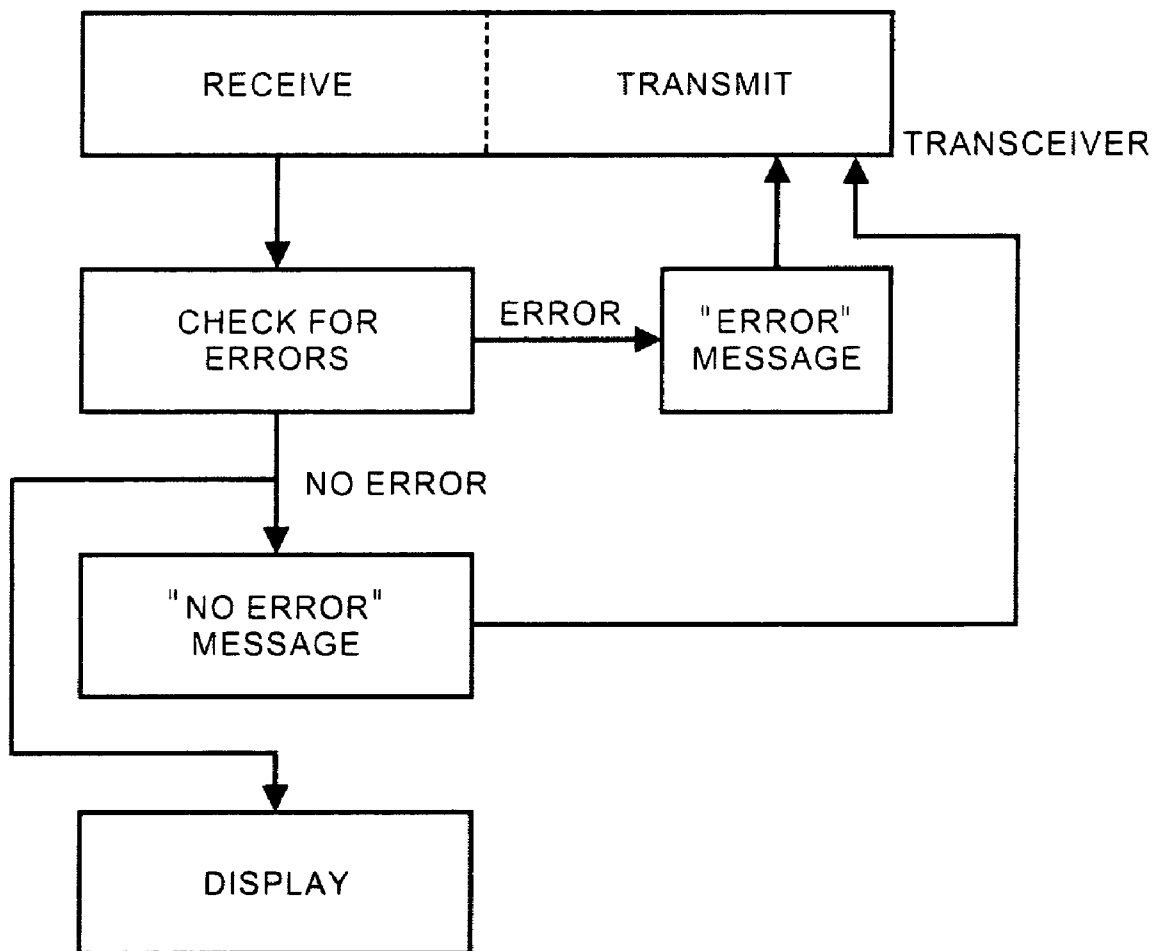 RECEIVE
TRANSMIT
TRANSCEIVER
CHECK FOR
ERRORS
ERROR
"ERROR"
MESSAGE
NO ERROR
"NO ERROR"
MESSAGE
DISPLAY